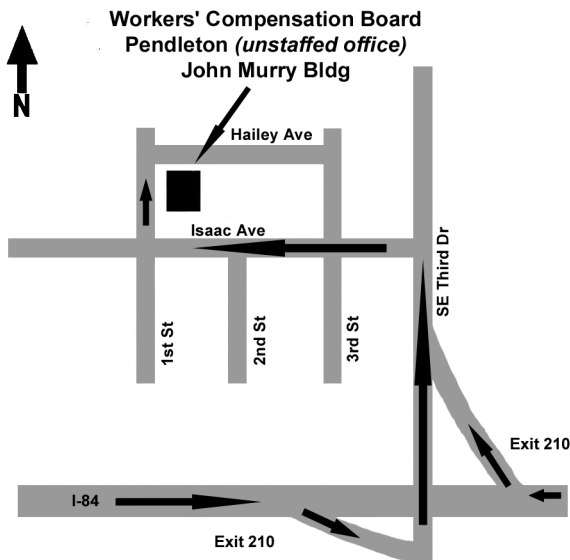 Workers' Compensation Board
Pendleton (unstaffed office)
John Murry Bldg
N
Hailey Ave
Isaac Ave
SE Third Dr
1st St
2nd St
3rd St
Exit 210
I-84
Exit 210